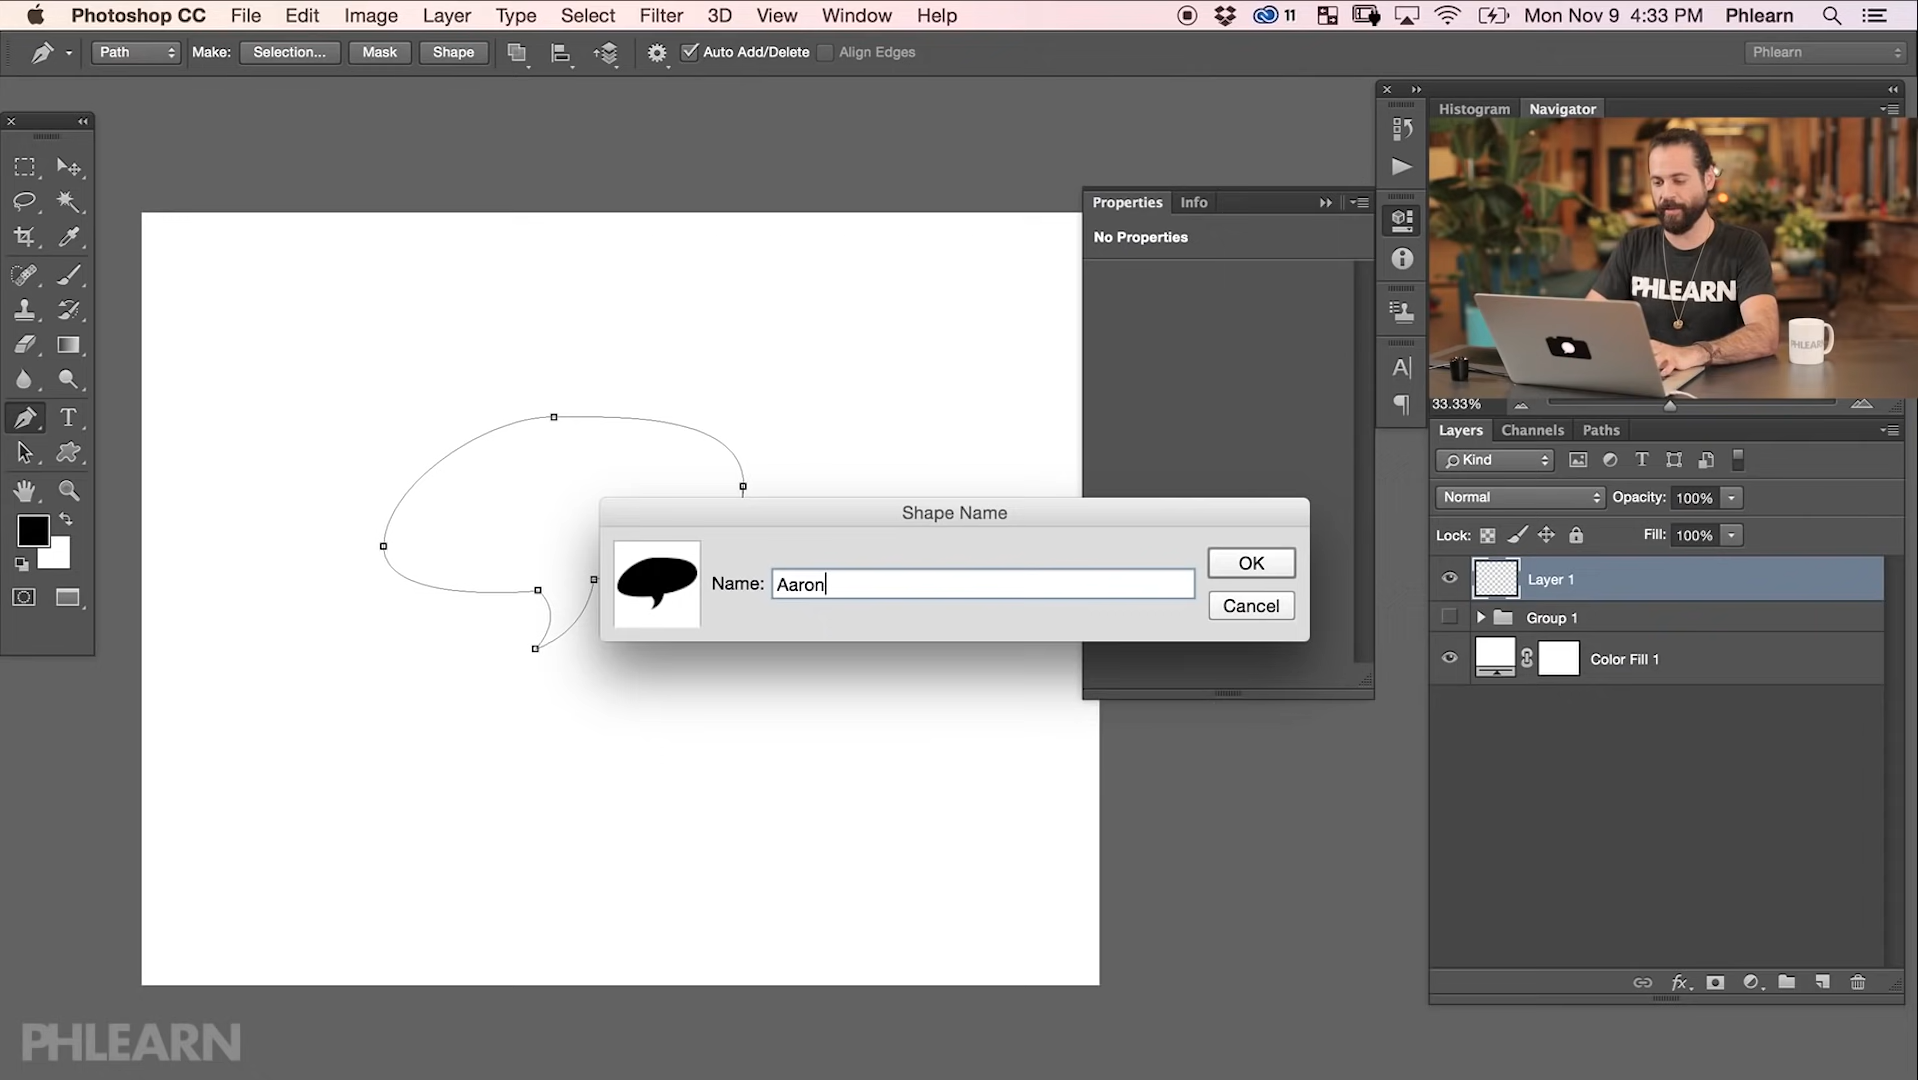 Photoshop CC File Edit Image Layer Type Select Filter 3D View Window Help 11 Mon Nov 9 4:33 PM Phlearn
Path Make: Selection... Mask Shape Auto Add/Delete Align Edges Phlearn
Histogram Navigator
Properties Info
No Properties
PHLEARN
PHLEARN
33.33%
Layers Channels Paths
Kind
Normal Opacity: 100%
Lock: Fill: 100%
Shape Name
Name: Aaron
OK
Cancel
Layer 1
Group 1
Color Fill 1
PHLEARN